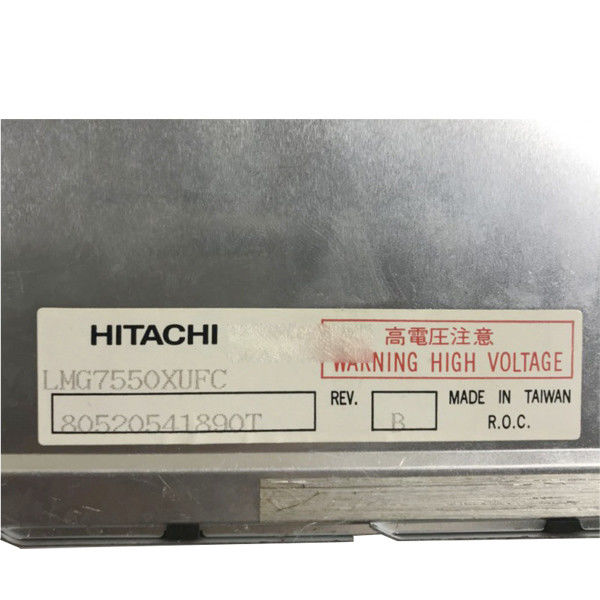 HITACHI
高電圧注意
WARNING HIGH VOLTAGE
LMG7550XUFC
80520541890T
REV. B
MADE IN TAIWAN
R.O.C.